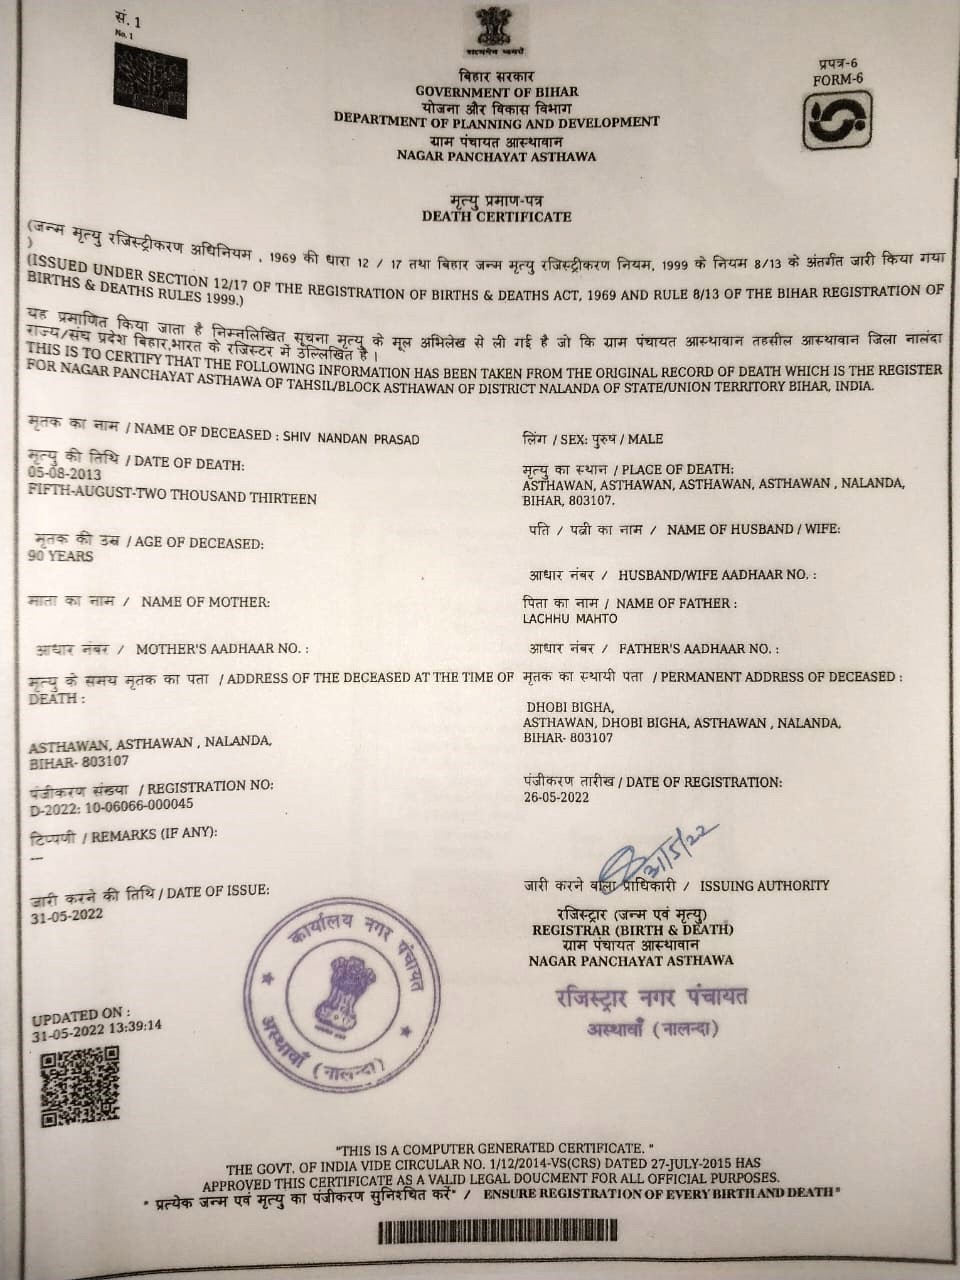 सं. 1
No. 1
सत्यमेव जयते
प्रपत्र-6
FORM-6
बिहार सरकार
GOVERNMENT OF BIHAR
योजना और विकास विभाग
DEPARTMENT OF PLANNING AND DEVELOPMENT
ग्राम पंचायत आस्थावान
NAGAR PANCHAYAT ASTHAWA
मृत्यु प्रमाण-पत्र
DEATH CERTIFICATE
(जन्म मृत्यु रजिस्ट्रीकरण अधिनियम , 1969 की धारा 12 / 17 तथा बिहार जन्म मृत्यु रजिस्ट्रीकरण नियम, 1999 के नियम 8/13 के अंतर्गत जारी किया गया
)
(ISSUED UNDER SECTION 12/17 OF THE REGISTRATION OF BIRTHS & DEATHS ACT, 1969 AND RULE 8/13 OF THE BIHAR REGISTRATION OF
BIRTHS & DEATHS RULES 1999.)
यह प्रमाणित किया जाता है निम्नलिखित सूचना मृत्यु के मूल अभिलेख से ली गई है जो कि ग्राम पंचायत आस्थावान तहसील आस्थावान जिला नालंदा
राज्य/संघ प्रदेश बिहार,भारत के रजिस्टर में उल्लिखित है।
THIS IS TO CERTIFY THAT THE FOLLOWING INFORMATION HAS BEEN TAKEN FROM THE ORIGINAL RECORD OF DEATH WHICH IS THE REGISTER
FOR NAGAR PANCHAYAT ASTHAWA OF TAHSIL/BLOCK ASTHAWAN OF DISTRICT NALANDA OF STATE/UNION TERRITORY BIHAR, INDIA.
मृतक का नाम / NAME OF DECEASED : SHIV NANDAN PRASAD
लिंग / SEX: पुरुष / MALE
मृत्यु की तिथि / DATE OF DEATH:
05-08-2013
FIFTH-AUGUST-TWO THOUSAND THIRTEEN
मृत्यु का स्थान / PLACE OF DEATH:
ASTHAWAN, ASTHAWAN, ASTHAWAN, ASTHAWAN , NALANDA,
BIHAR, 803107.
मृतक की उम्र / AGE OF DECEASED:
90 YEARS
पति / पत्नी का नाम / NAME OF HUSBAND / WIFE:
आधार नंबर / HUSBAND/WIFE AADHAAR NO. :
माता का नाम / NAME OF MOTHER:
पिता का नाम / NAME OF FATHER :
LACHHU MAHTO
आधार नंबर / MOTHER'S AADHAAR NO. :
आधार नंबर / FATHER'S AADHAAR NO. :
मृत्यु के समय मृतक का पता / ADDRESS OF THE DECEASED AT THE TIME OF
DEATH :
ASTHAWAN, ASTHAWAN , NALANDA,
BIHAR- 803107
मृतक का स्थायी पता / PERMANENT ADDRESS OF DECEASED :
DHOBI BIGHA,
ASTHAWAN, DHOBI BIGHA, ASTHAWAN , NALANDA,
BIHAR- 803107
पंजीकरण संख्या / REGISTRATION NO:
D-2022: 10-06066-000045
पंजीकरण तारीख / DATE OF REGISTRATION:
26-05-2022
टिप्पणी / REMARKS (IF ANY):
---
जारी करने की तिथि / DATE OF ISSUE:
31-05-2022
31/5/22
जारी करने वाला प्राधिकारी / ISSUING AUTHORITY
रजिस्ट्रार (जन्म एवं मृत्यु)
REGISTRAR (BIRTH & DEATH)
ग्राम पंचायत आस्थावान
NAGAR PANCHAYAT ASTHAWA
रजिस्ट्रार नगर पंचायत
अस्थावाँ (नालन्दा)
कार्यालय नगर पंचायत
अस्थावाँ (नालन्दा)
UPDATED ON :
31-05-2022 13:39:14
"THIS IS A COMPUTER GENERATED CERTIFICATE. "
THE GOVT. OF INDIA VIDE CIRCULAR NO. 1/12/2014-VS(CRS) DATED 27-JULY-2015 HAS
APPROVED THIS CERTIFICATE AS A VALID LEGAL DOUCMENT FOR ALL OFFICIAL PURPOSES.
" प्रत्येक जन्म एवं मृत्यु का पंजीकरण सुनिश्चित करें" / ENSURE REGISTRATION OF EVERY BIRTH AND DEATH"